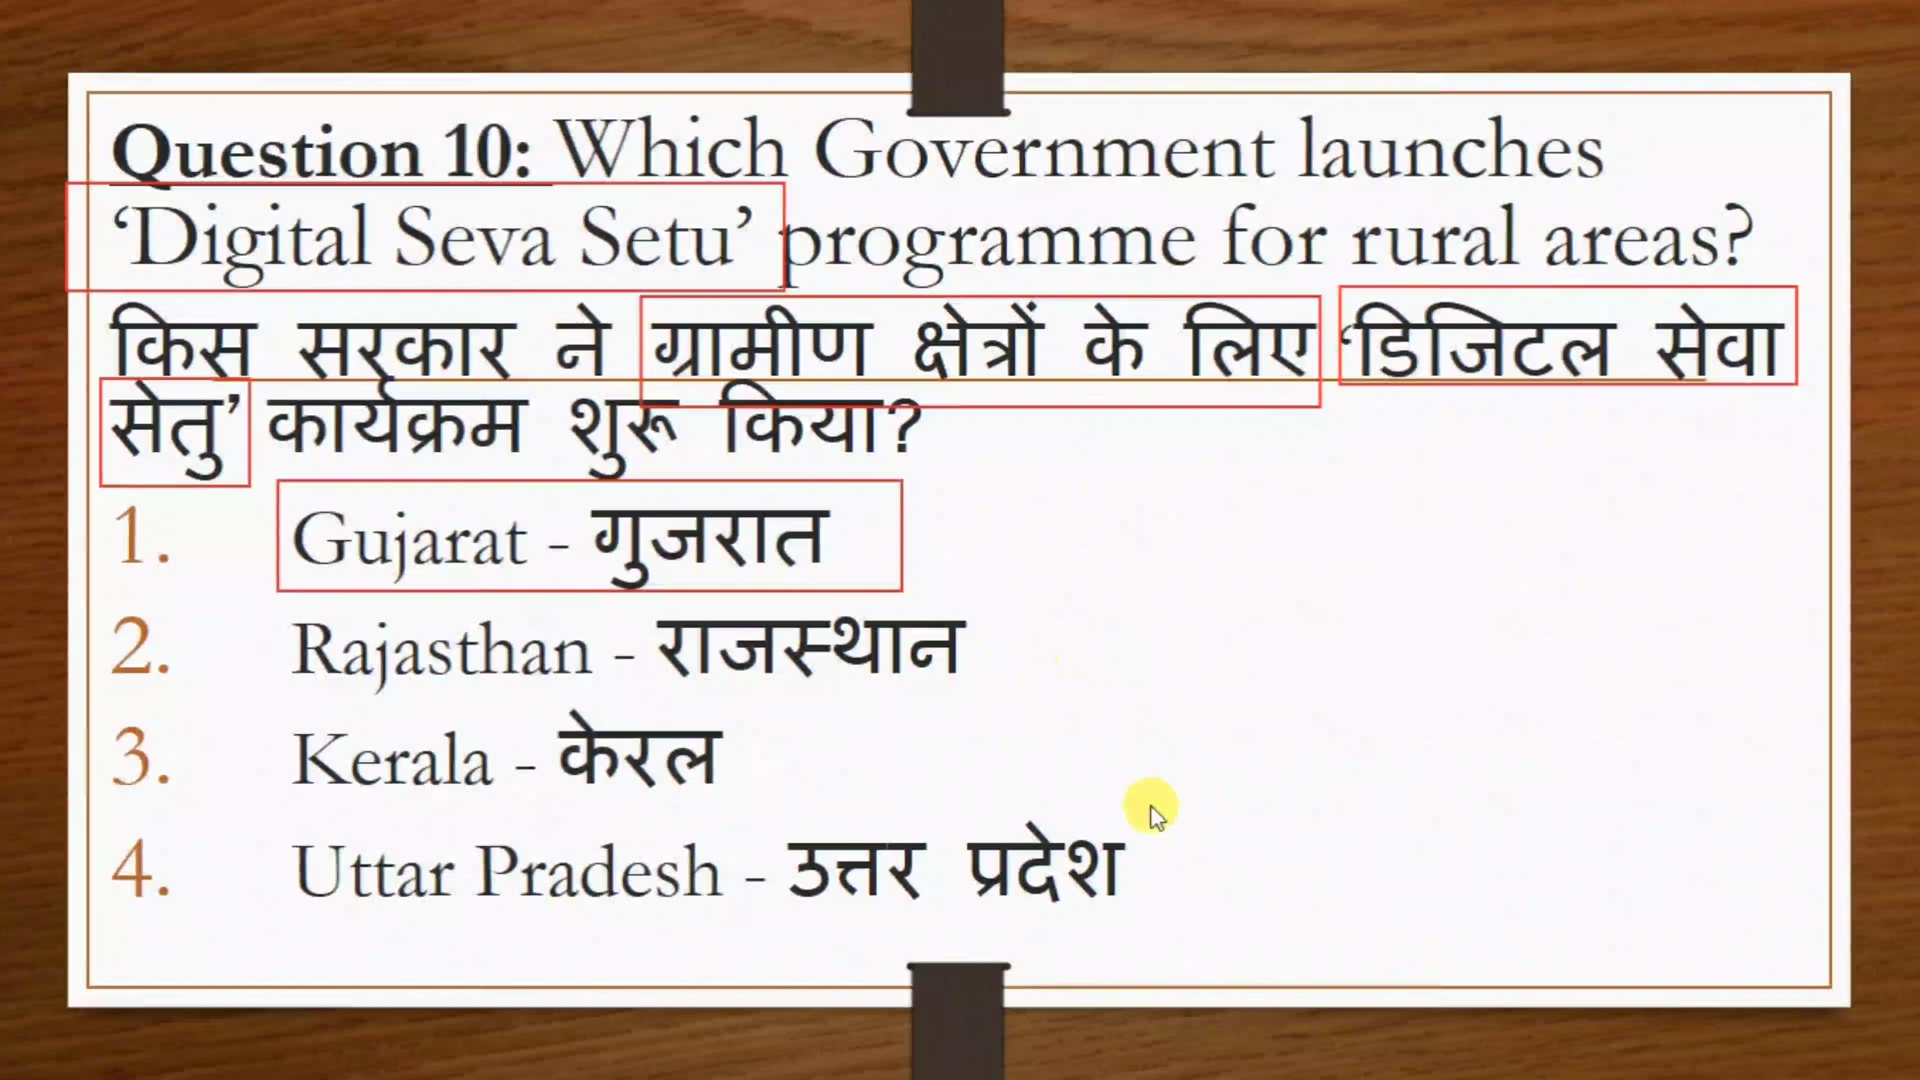 Question 10: Which Government launches
‘Digital Seva Setu’ programme for rural areas?
किस सरकार ने ग्रामीण क्षेत्रों के लिए ‘डिजिटल सेवा
सेतु’ कार्यक्रम शुरू किया?
1. Gujarat - गुजरात
2. Rajasthan - राजस्थान
3. Kerala - केरल
4. Uttar Pradesh - उत्तर प्रदेश